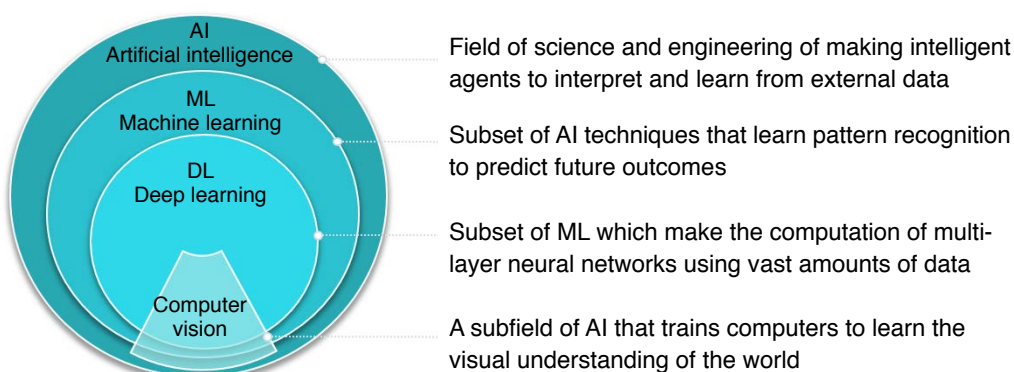 AI
Artificial intelligence
ML
Machine learning
DL
Deep learning
Computer
vision
Field of science and engineering of making intelligent
agents to interpret and learn from external data
Subset of AI techniques that learn pattern recognition
to predict future outcomes
Subset of ML which make the computation of multi-
layer neural networks using vast amounts of data
A subfield of AI that trains computers to learn the
visual understanding of the world